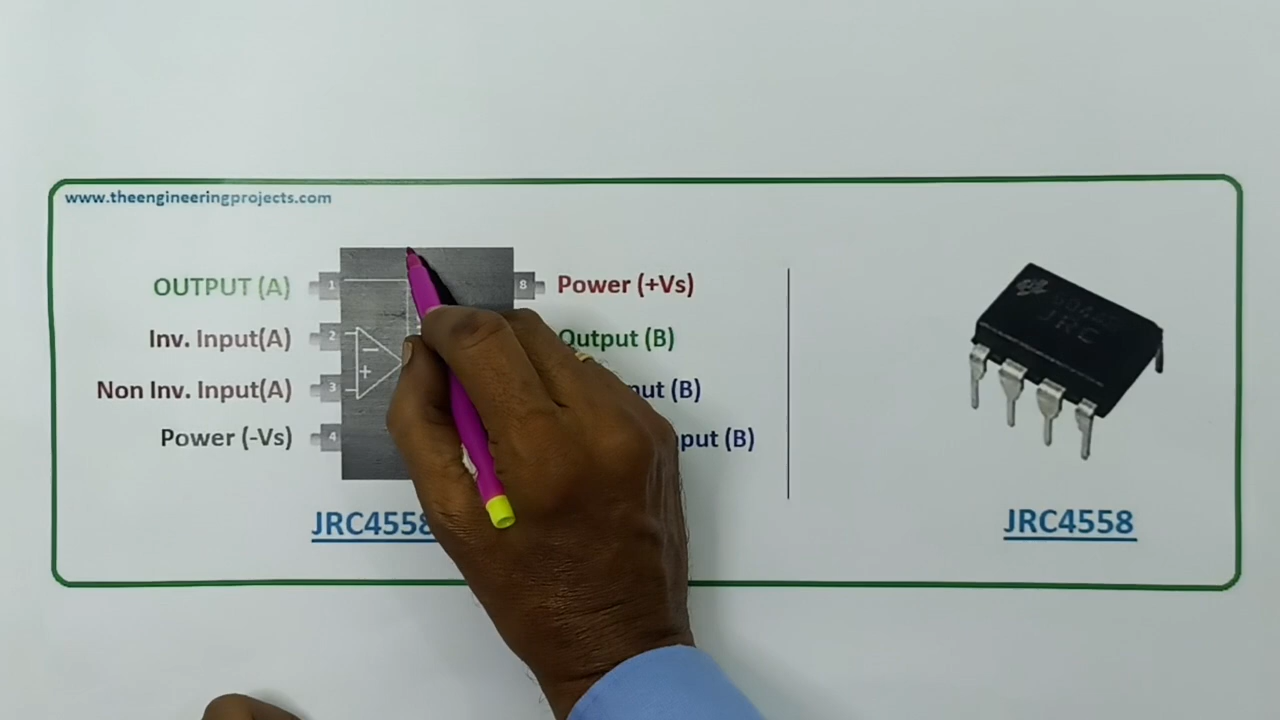 www.theengineeringprojects.com
OUTPUT (A)
1
8
Power (+Vs)
Inv. Input(A)
2
Output (B)
Non Inv. Input(A)
3
(B)
Power (-Vs)
4
(B)
JRC4558
JRC
JRC4558